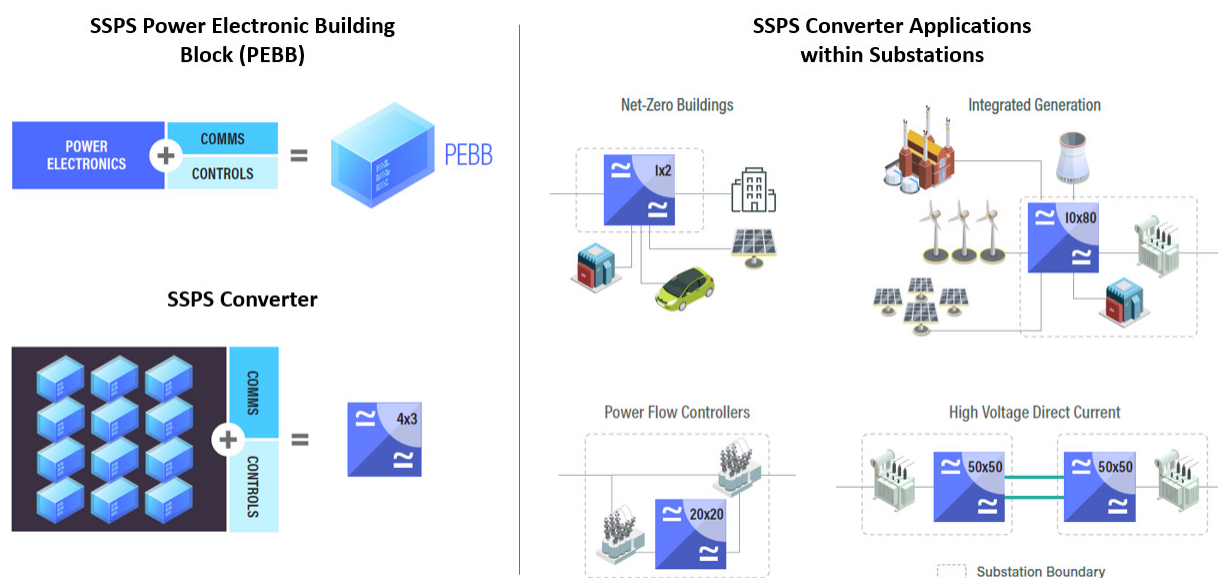 SSPS Power Electronic Building
Block (PEBB)
POWER
ELECTRONICS
COMMS
CONTROLS
PEBB
SSPS Converter
COMMS
CONTROLS
4x3
SSPS Converter Applications
within Substations
Net-Zero Buildings
1x2
Integrated Generation
10x80
Power Flow Controllers
20x20
High Voltage Direct Current
50x50
50x50
Substation Boundary